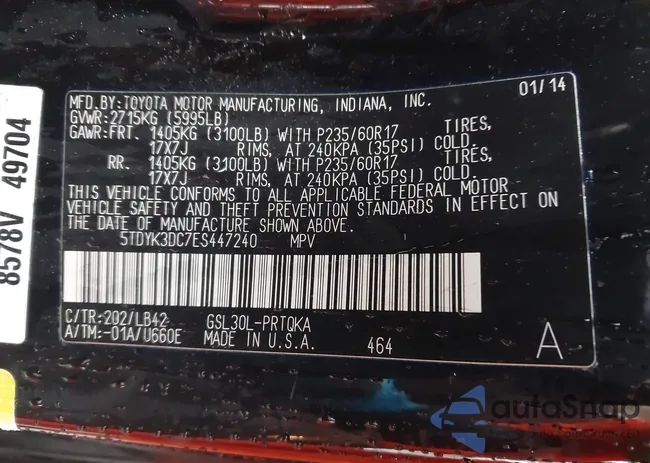 01/14
MFD.BY:TOYOTA MOTOR MANUFACTURING, INDIANA, INC.
GVWR:2715KG (5995LB)
GAWR:FRT. 1405KG (3100LB) WITH P235/60R17 TIRES,
17X7J RIMS, AT 240KPA (35PSI) COLD.
RR. 1405KG (3100LB) WITH P235/60R17 TIRES,
17X7J RIMS, AT 240KPA (35PSI) COLD.
THIS VEHICLE CONFORMS TO ALL APPLICABLE FEDERAL MOTOR
VEHICLE SAFETY AND THEFT PREVENTION STANDARDS IN EFFECT ON
THE DATE OF MANUFACTURE SHOWN ABOVE.
5TDYK3DC7ES447240 MPV
C/TR:202/LB42 GSL30L-PRTQKA
A/TM:-01A/U660E MADE IN U.S.A. 464 A
8578V 49704
autoSnap